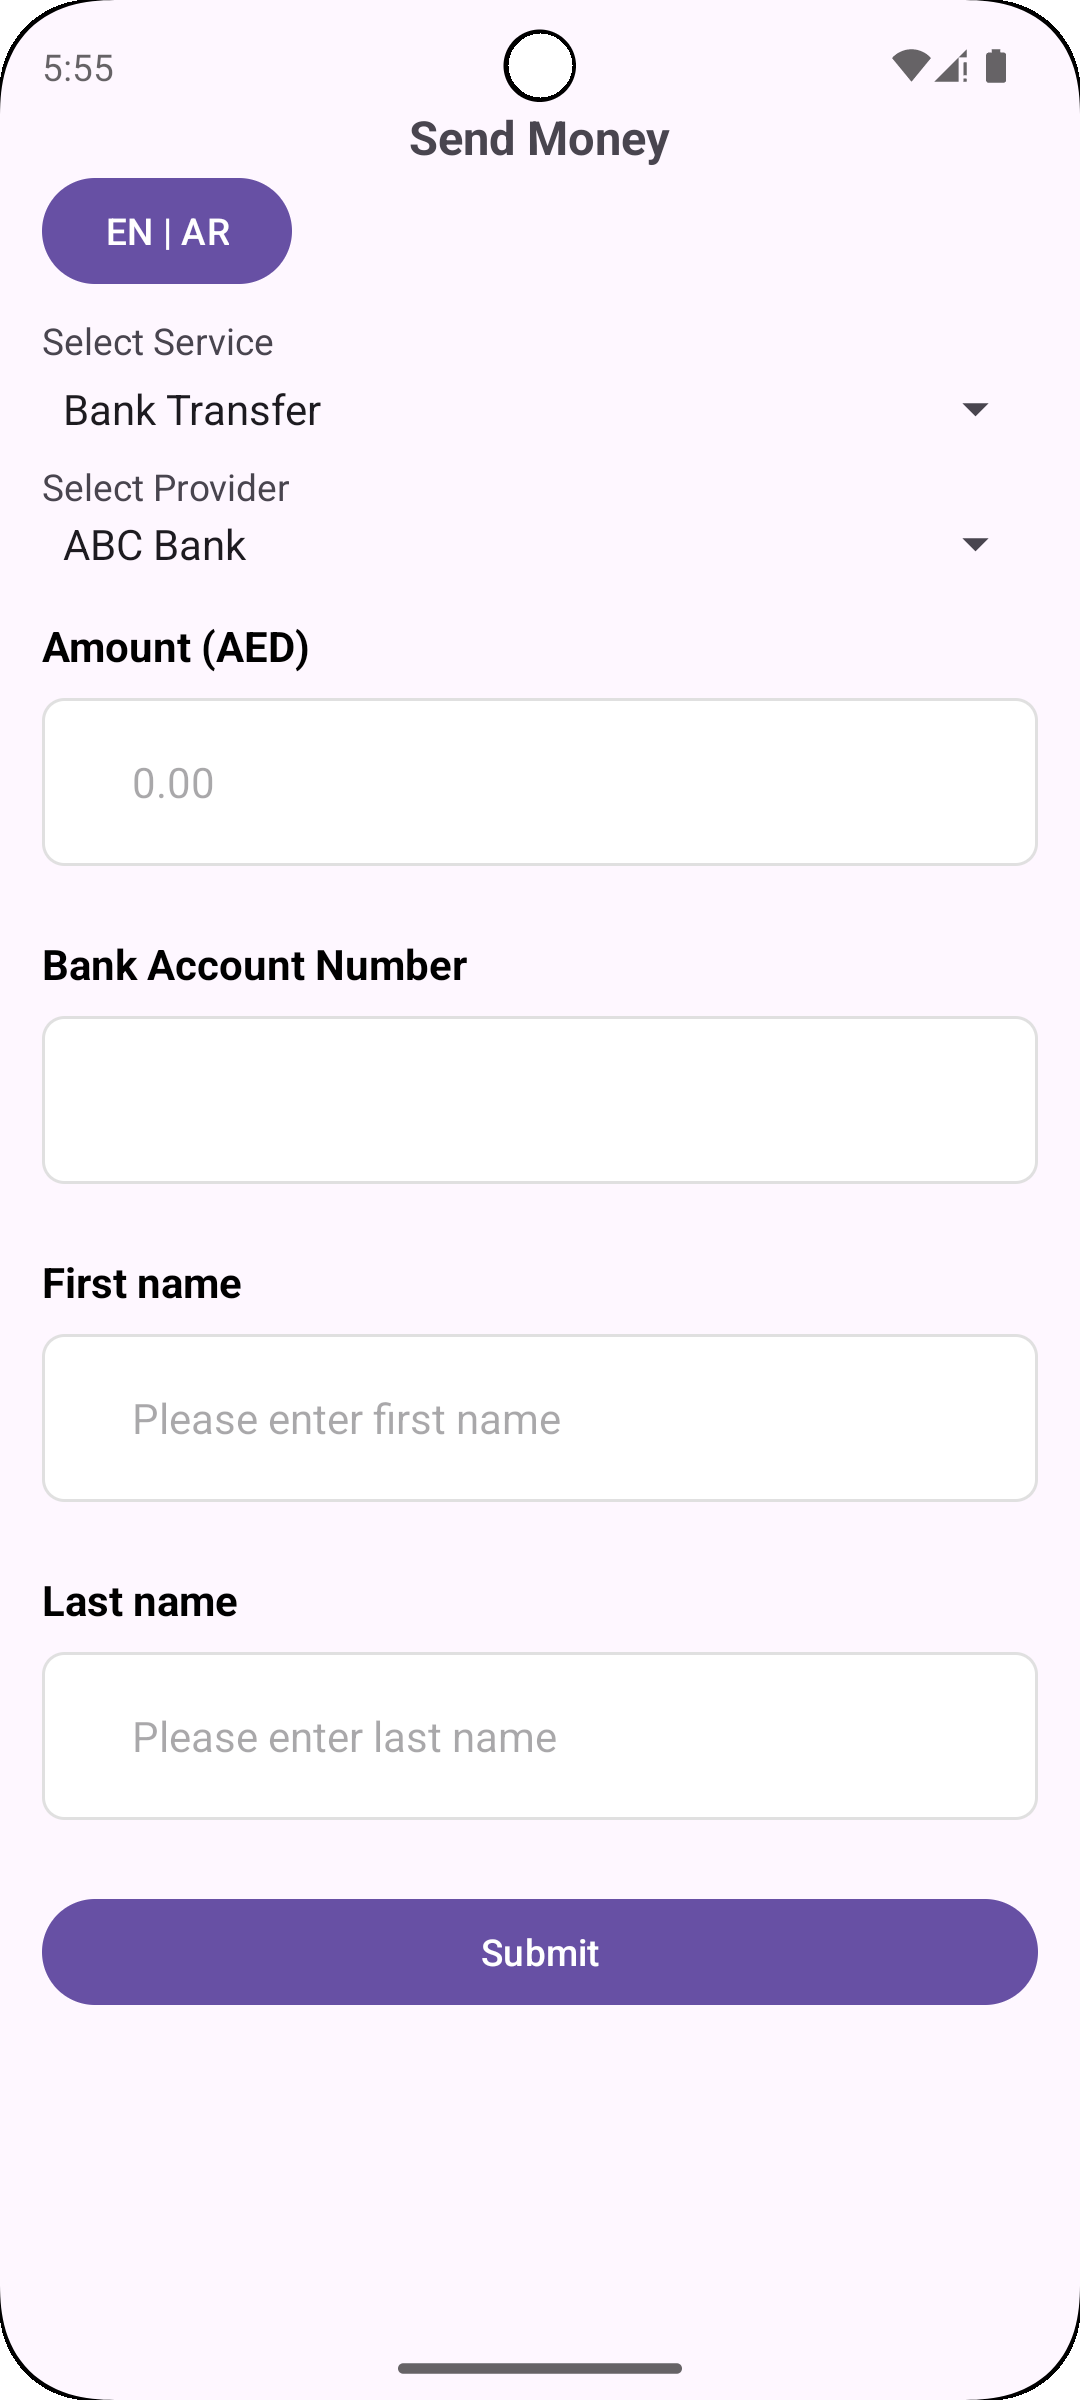 5:55
Send Money
EN | AR
Select Service
Bank Transfer
Select Provider
ABC Bank
Amount (AED)
0.00
Bank Account Number
First name
Please enter first name
Last name
Please enter last name
Submit